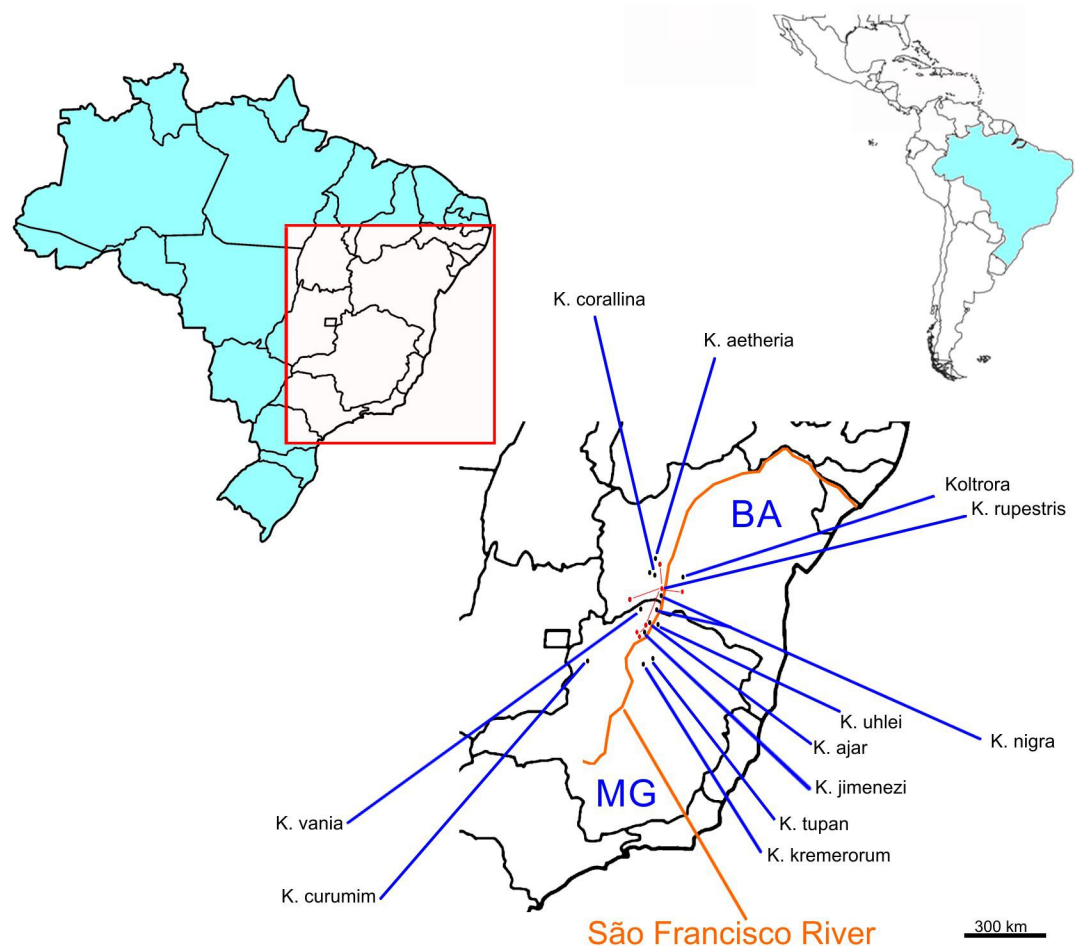 K. corallina
K. aetheria
Koltrora
K. rupestris
BA
K. uhlei
K. nigra
K. ajar
K. jimenezi
MG
K. vania
K. tupan
K. kremerorum
K. curumim
São Francisco River
300 km